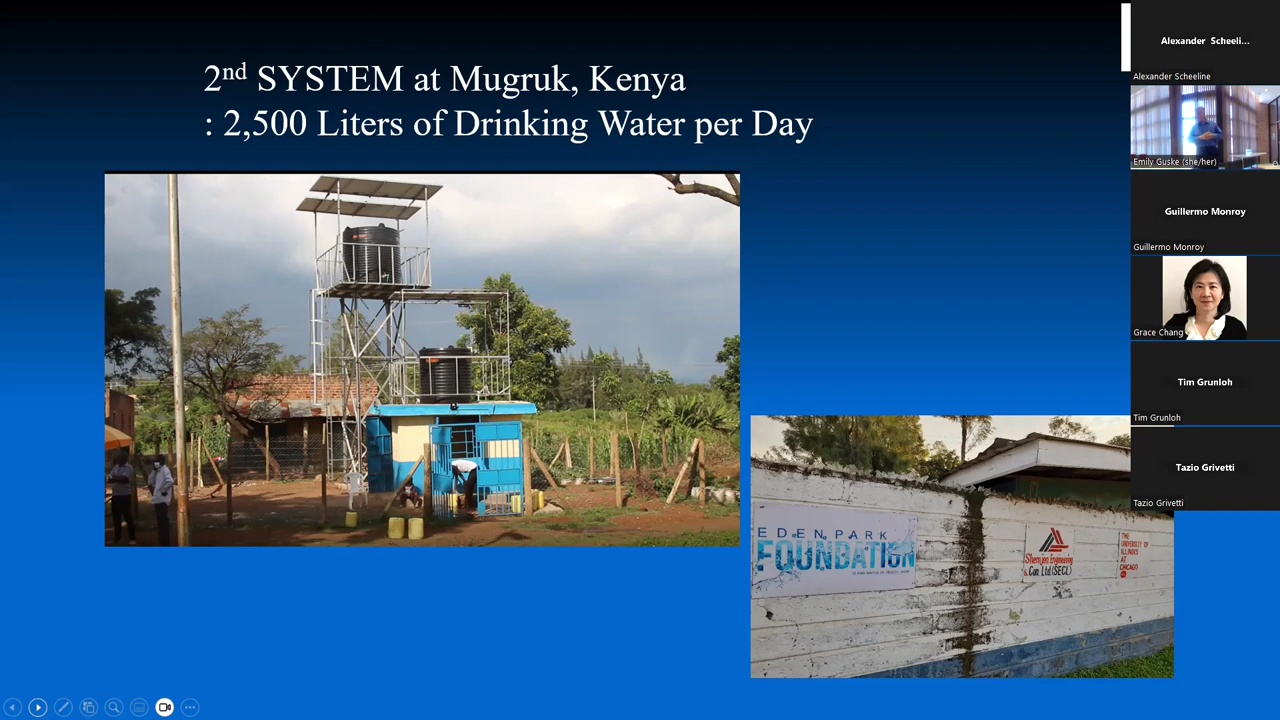 2nd SYSTEM at Mugruk, Kenya
: 2,500 Liters of Drinking Water per Day
EDEN PARK
FOUNDATION
Shemjen Engineering
& Con Ltd (SECL)
THE
UNIVERSITY OF
ILLINOIS
AT
CHICAGO
Alexander Scheeli...
Alexander Scheeline
Emily Guske (she/her)
Guillermo Monroy
Guillermo Monroy
Grace Chang
Tim Grunloh
Tim Grunloh
Tazio Grivetti
Tazio Grivetti